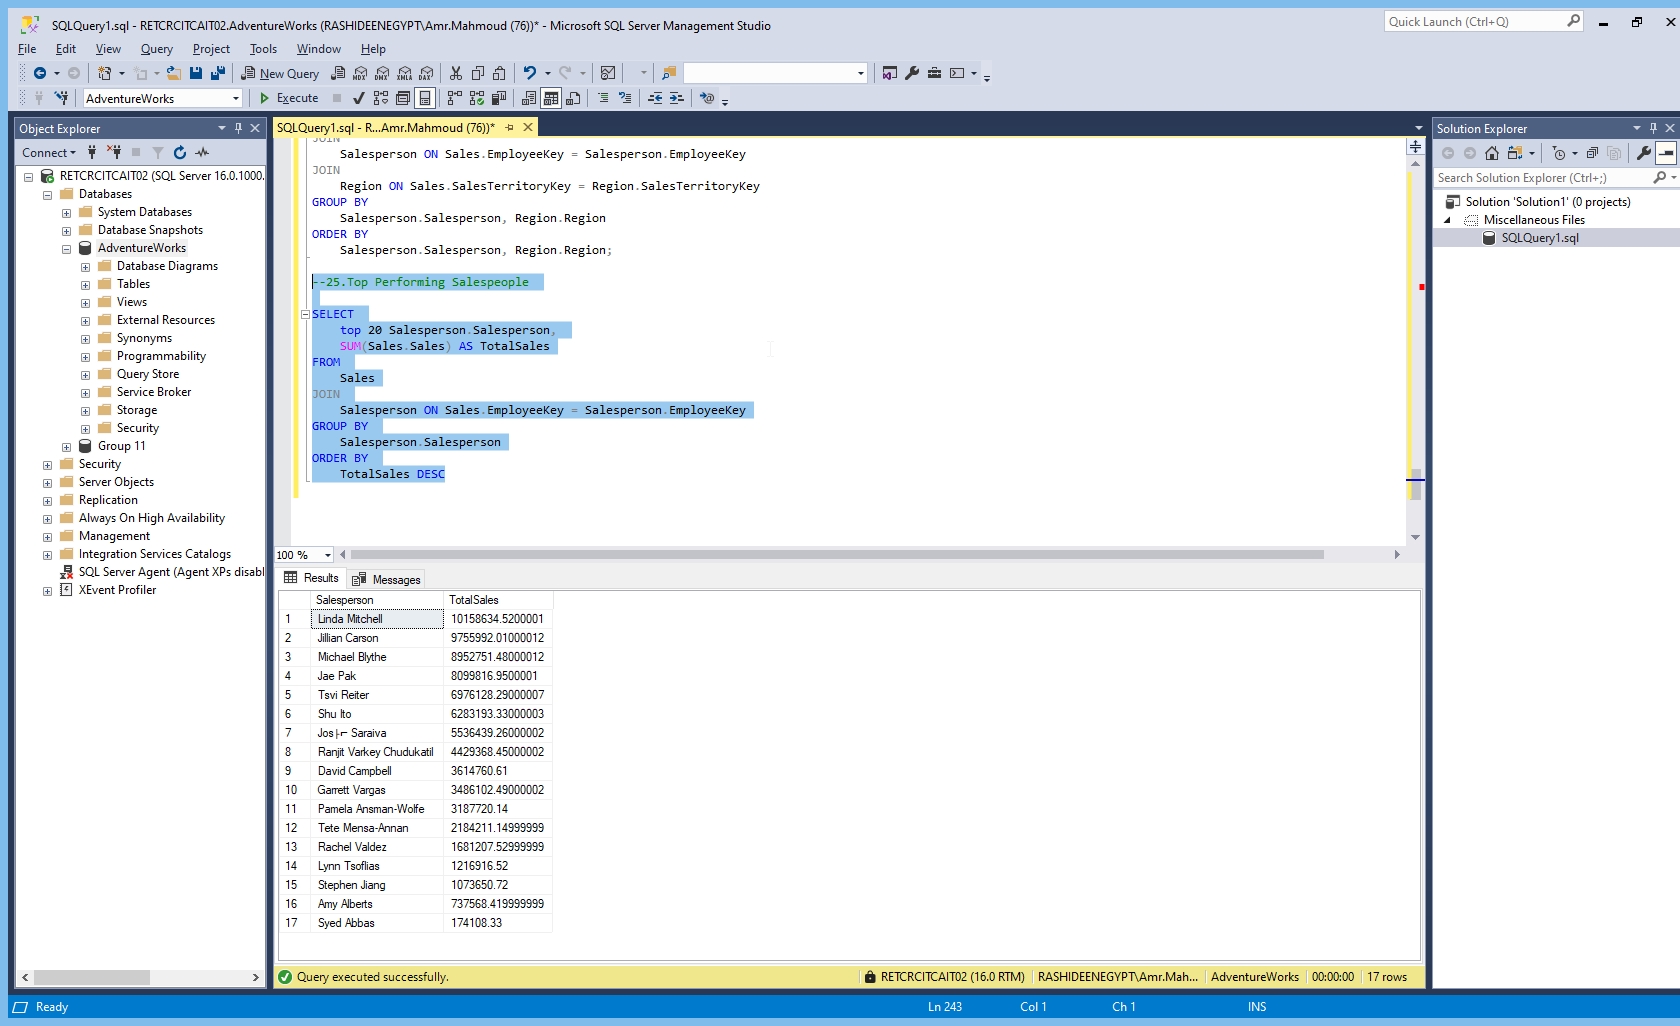 SQLQuery1.sql - RETCRCITCAIT02.AdventureWorks (RASHIDEENEGYPT\Amr.Mahmoud (76))* - Microsoft SQL Server Management Studio
Quick Launch (Ctrl+Q)
File Edit View Query Project Tools Window Help
New Query
MDX DMX XMLA DAX
AdventureWorks
Execute
Object Explorer
Connect
RETCRCITCAIT02 (SQL Server 16.0.1000.
Databases
System Databases
Database Snapshots
AdventureWorks
Database Diagrams
Tables
Views
External Resources
Synonyms
Programmability
Query Store
Service Broker
Storage
Security
Group 11
Security
Server Objects
Replication
Always On High Availability
Management
Integration Services Catalogs
SQL Server Agent (Agent XPs disabl
XEvent Profiler
SQLQuery1.sql - R...Amr.Mahmoud (76))*
JOIN
Salesperson ON Sales.EmployeeKey = Salesperson.EmployeeKey
JOIN
Region ON Sales.SalesTerritoryKey = Region.SalesTerritoryKey
GROUP BY
Salesperson.Salesperson, Region.Region
ORDER BY
Salesperson.Salesperson, Region.Region;
--25.Top Performing Salespeople
SELECT
top 20 Salesperson.Salesperson,
SUM(Sales.Sales) AS TotalSales
FROM
Sales
JOIN
Salesperson ON Sales.EmployeeKey = Salesperson.EmployeeKey
GROUP BY
Salesperson.Salesperson
ORDER BY
TotalSales DESC
100 %
Results Messages
Salesperson TotalSales
1 Linda Mitchell 10158634.5200001
2 Jillian Carson 9755992.01000012
3 Michael Blythe 8952751.48000012
4 Jae Pak 8099816.9500001
5 Tsvi Reiter 6976128.29000007
6 Shu Ito 6283193.33000003
7 Jos├⌐ Saraiva 5536439.26000002
8 Ranjit Varkey Chudukatil 4429368.45000002
9 David Campbell 3614760.61
10 Garrett Vargas 3486102.49000002
11 Pamela Ansman-Wolfe 3187720.14
12 Tete Mensa-Annan 2184211.14999999
13 Rachel Valdez 1681207.52999999
14 Lynn Tsoflias 1216916.52
15 Stephen Jiang 1073650.72
16 Amy Alberts 737568.419999999
17 Syed Abbas 174108.33
Query executed successfully.
RETCRCITCAIT02 (16.0 RTM) RASHIDEENEGYPT\Amr.Mah... AdventureWorks 00:00:00 17 rows
Solution Explorer
Search Solution Explorer (Ctrl+;)
Solution 'Solution1' (0 projects)
Miscellaneous Files
SQLQuery1.sql
Ready
Ln 243 Col 1 Ch 1 INS